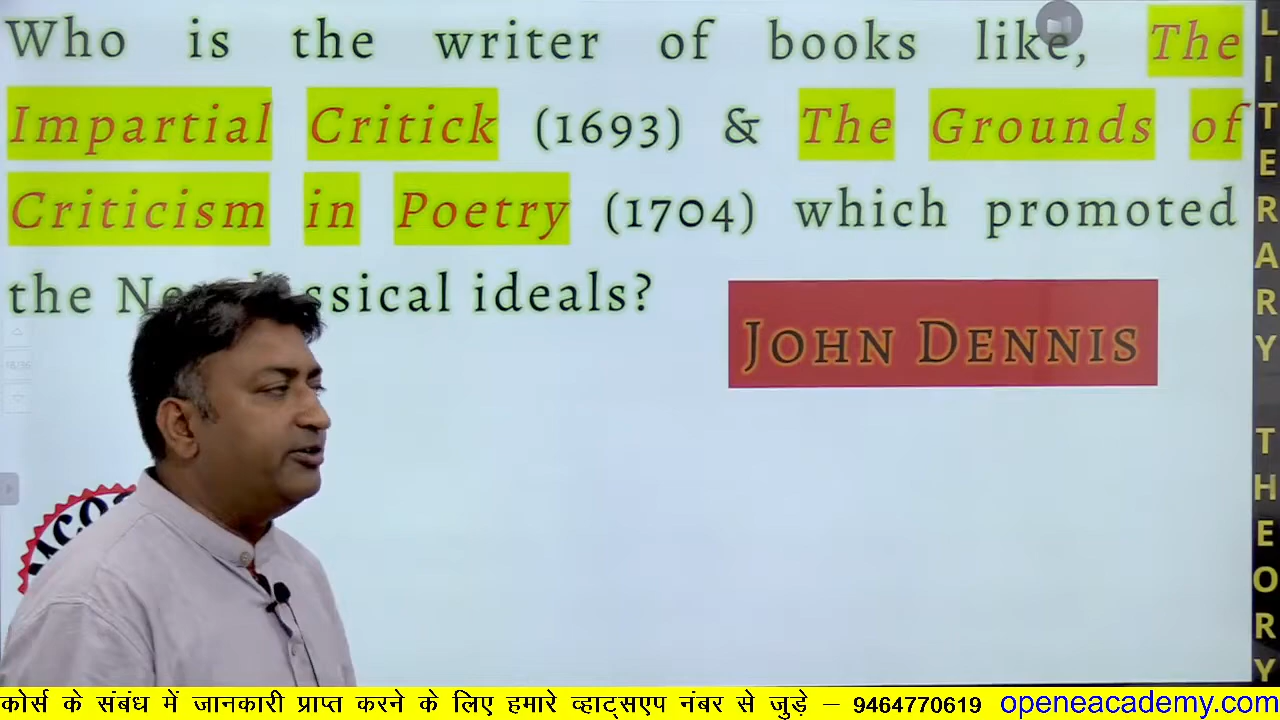 Who is the writer of books like, The
Impartial Critick (1693) & The Grounds of
Criticism in Poetry (1704) which promoted
the ssical ideals?
JOHN DENNIS
LITERARY THEORY
कोर्स के संबंध में जानकारी प्राप्त करने के लिए हमारे व्हाट्सएप नंबर से जुड़े – 9464770619 openeacademy.com